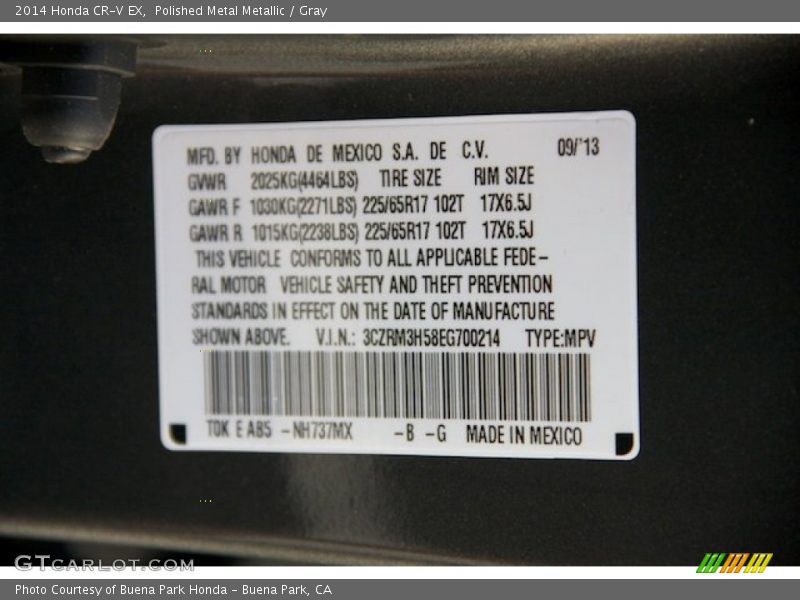 2014 Honda CR-V EX,  Polished Metal Metallic / Gray
MFD. BY HONDA DE MEXICO S.A. DE C.V. 09/'13
GVWR 2025KG(4464LBS) TIRE SIZE RIM SIZE
GAWR F 1030KG(2271LBS) 225/65R17 102T 17X6.5J
GAWR R 1015KG(2238LBS) 225/65R17 102T 17X6.5J
THIS VEHICLE CONFORMS TO ALL APPLICABLE FEDE-
RAL MOTOR VEHICLE SAFETY AND THEFT PREVENTION
STANDARDS IN EFFECT ON THE DATE OF MANUFACTURE
SHOWN ABOVE. V.I.N.: 3CZRM3H58EG700214 TYPE:MPV
T0K E AB5 -NH737MX -B -G MADE IN MEXICO
GTCARLOT.COM
Photo Courtesy of Buena Park Honda - Buena Park, CA